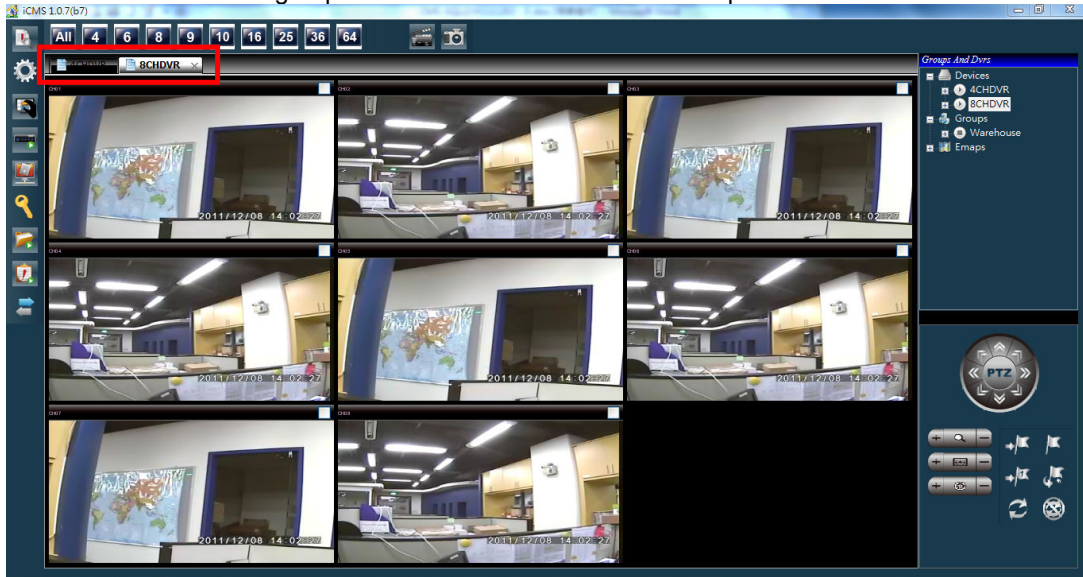 iCMS 1.0.7(b7)
All 4 6 8 9 10 16 25 36 64
8CHDVR
Groups And Dvrs
Devices
4CHDVR
8CHDVR
Groups
Warehouse
Emaps
CH01
CH02
CH03
2011/12/08 14:02:27
2011/12/08 14:02:27
2011/12/08 14:02:27
CH04
CH05
CH06
2011/12/08 14:02:27
2011/12/08 14:02:27
2011/12/08 14:02:27
CH07
CH08
2011/12/08 14:02:27
2011/12/08 14:02:27
PTZ